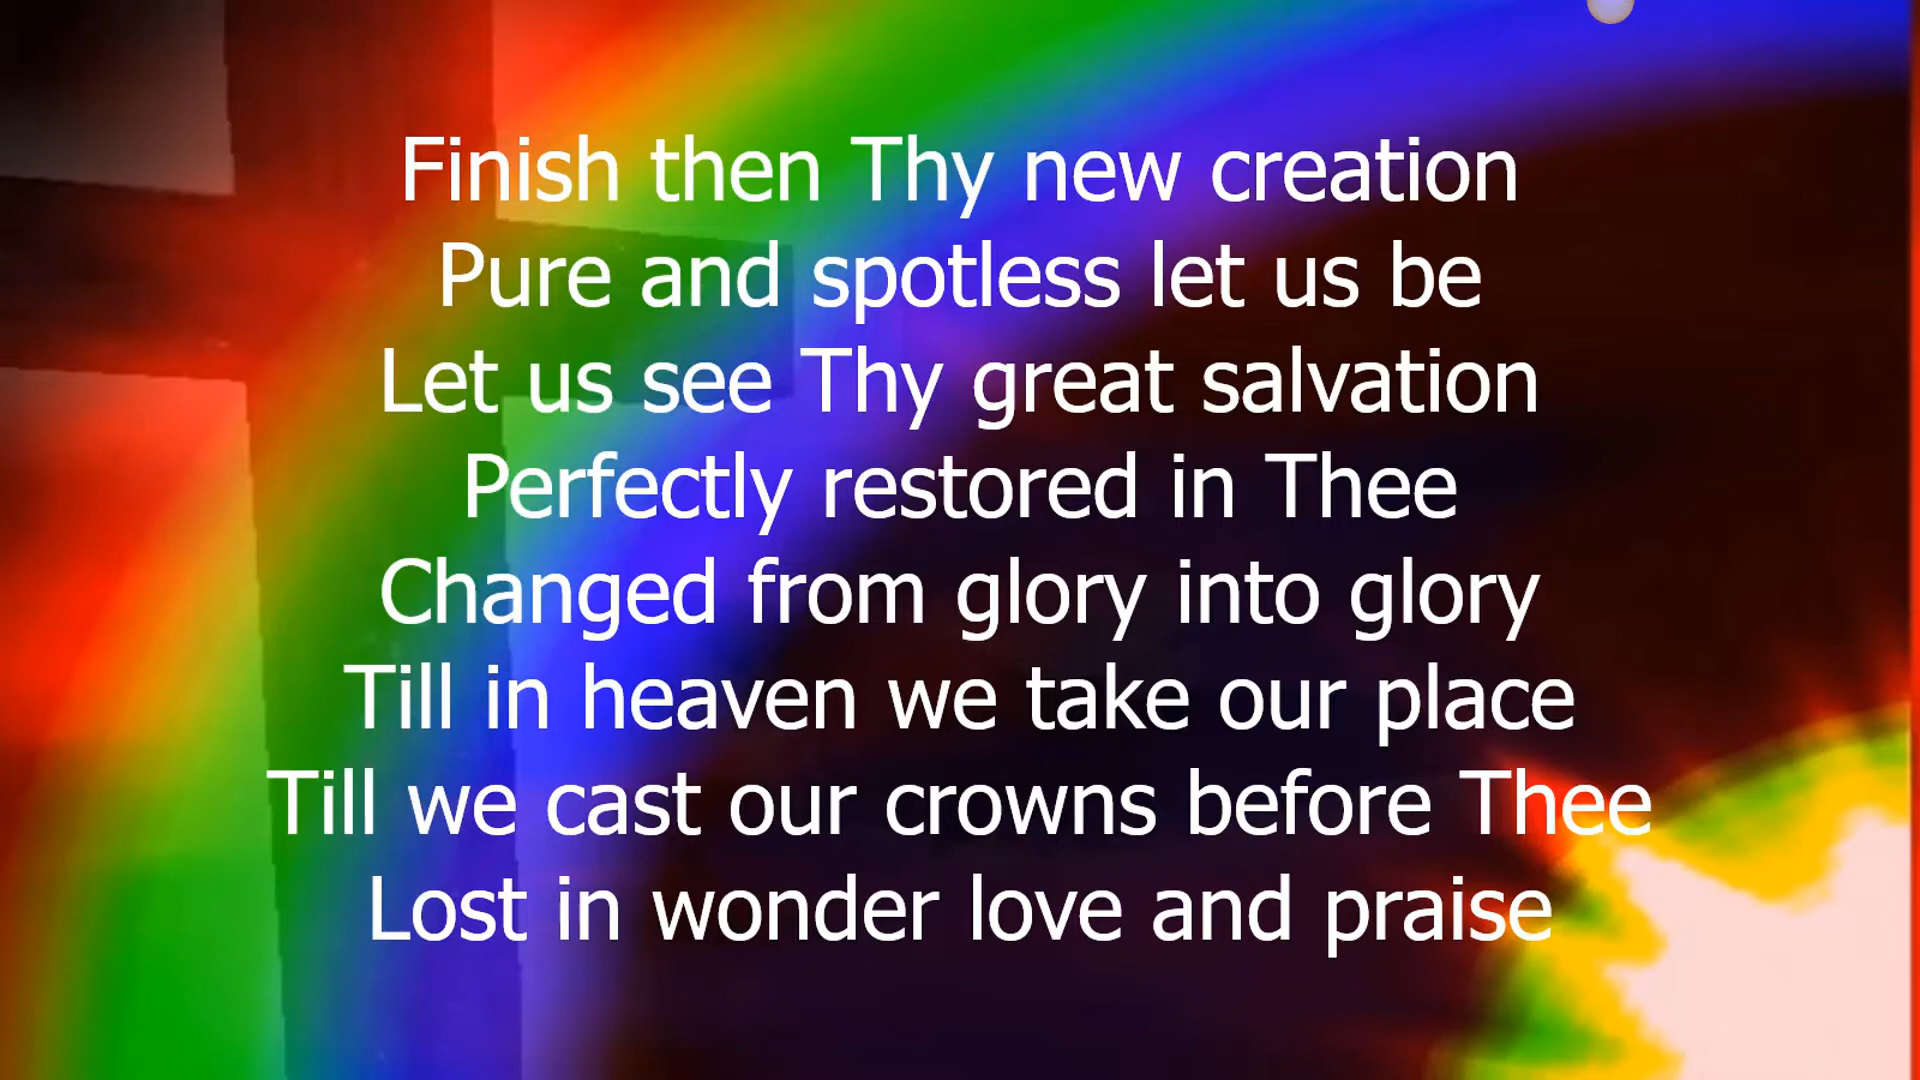 Finish then Thy new creation
Pure and spotless let us be
Let us see Thy great salvation
Perfectly restored in Thee
Changed from glory into glory
Till in heaven we take our place
Till we cast our crowns before Thee
Lost in wonder love and praise